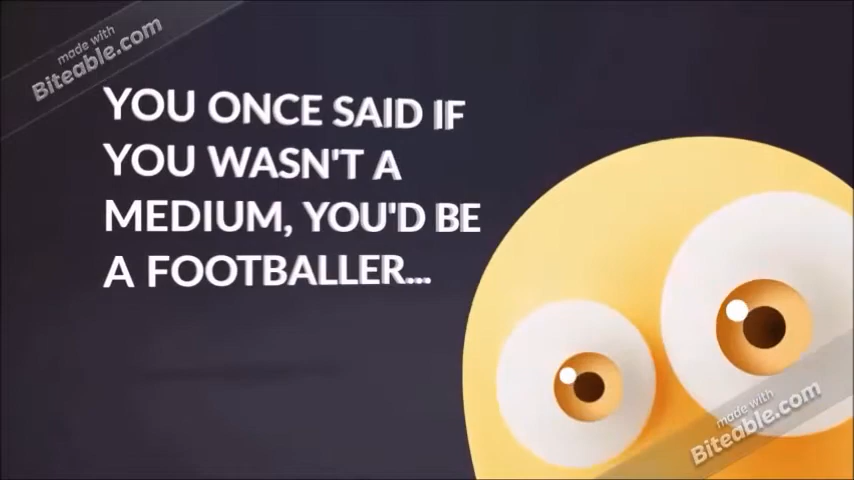 made with
Biteable.com
YOU ONCE SAID IF
YOU WASN'T A
MEDIUM, YOU'D BE
A FOOTBALLER...
made with
Biteable.com